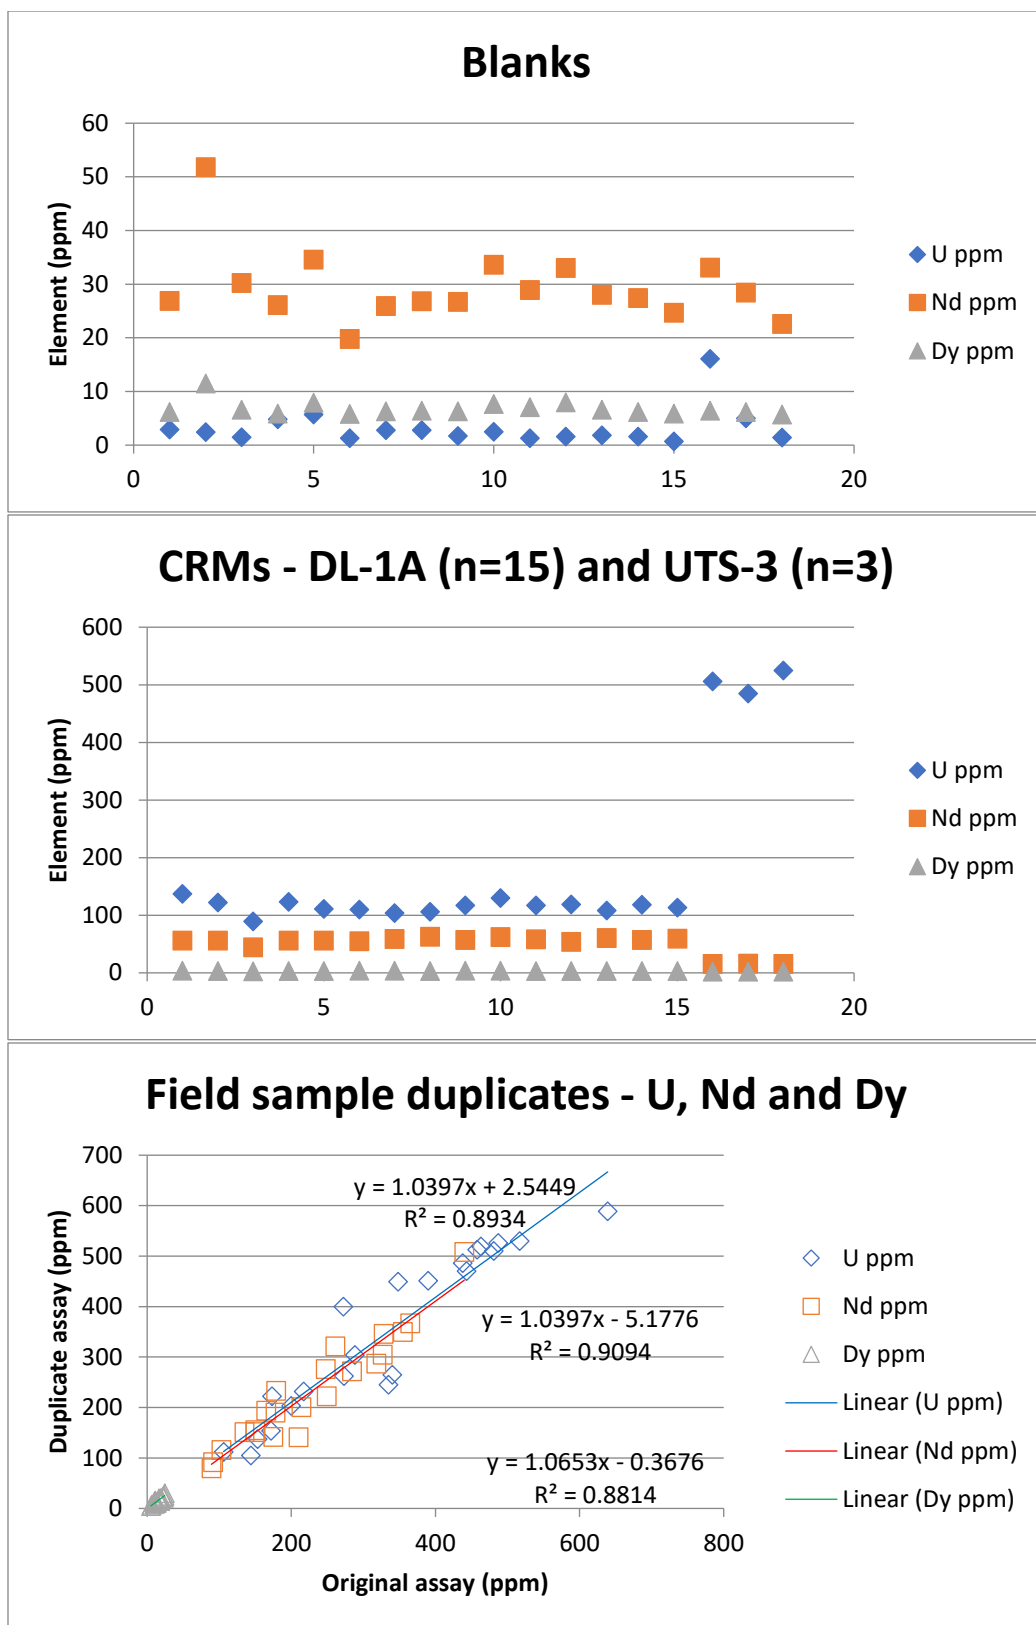 Blanks
60
50
40
30
20
10
0
Element (ppm)
0 5 10 15 20
U ppm
Nd ppm
Dy ppm
CRMs - DL-1A (n=15) and UTS-3 (n=3)
600
500
400
300
200
100
0
Element (ppm)
0 5 10 15 20
U ppm
Nd ppm
Dy ppm
Field sample duplicates - U, Nd and Dy
700
600
500
400
300
200
100
0
Duplicate assay (ppm)
y = 1.0397x + 2.5449
R² = 0.8934
y = 1.0397x - 5.1776
R² = 0.9094
y = 1.0653x - 0.3676
R² = 0.8814
0 200 400 600 800
Original assay (ppm)
U ppm
Nd ppm
Dy ppm
Linear (U ppm)
Linear (Nd ppm)
Linear (Dy ppm)